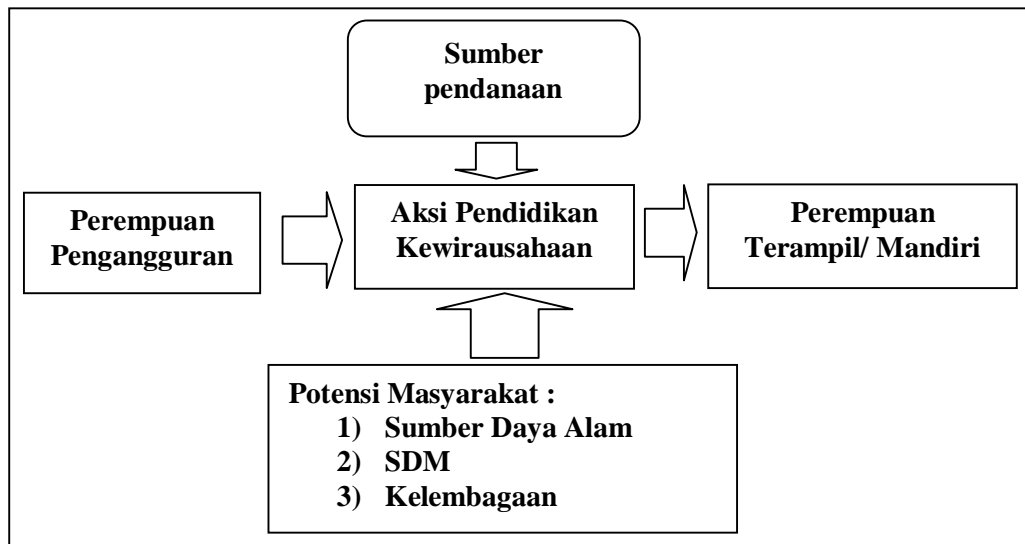 Sumber
pendanaan
Perempuan
Pengangguran
Aksi Pendidikan
Kewirausahaan
Perempuan
Terampil/ Mandiri
Potensi Masyarakat :
1) Sumber Daya Alam
2) SDM
3) Kelembagaan